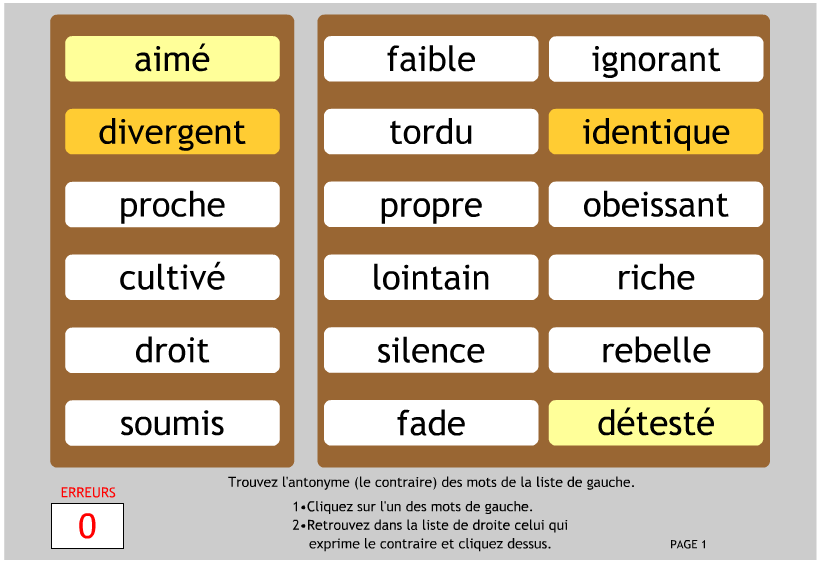 aimé
divergent
proche
cultivé
droit
soumis
faible ignorant
tordu identique
propre obeissant
lointain riche
silence rebelle
fade détesté
ERREURS
0
Trouvez l'antonyme (le contraire) des mots de la liste de gauche.
1•Cliquez sur l'un des mots de gauche.
2•Retrouvez dans la liste de droite celui qui
exprime le contraire et cliquez dessus.
PAGE 1